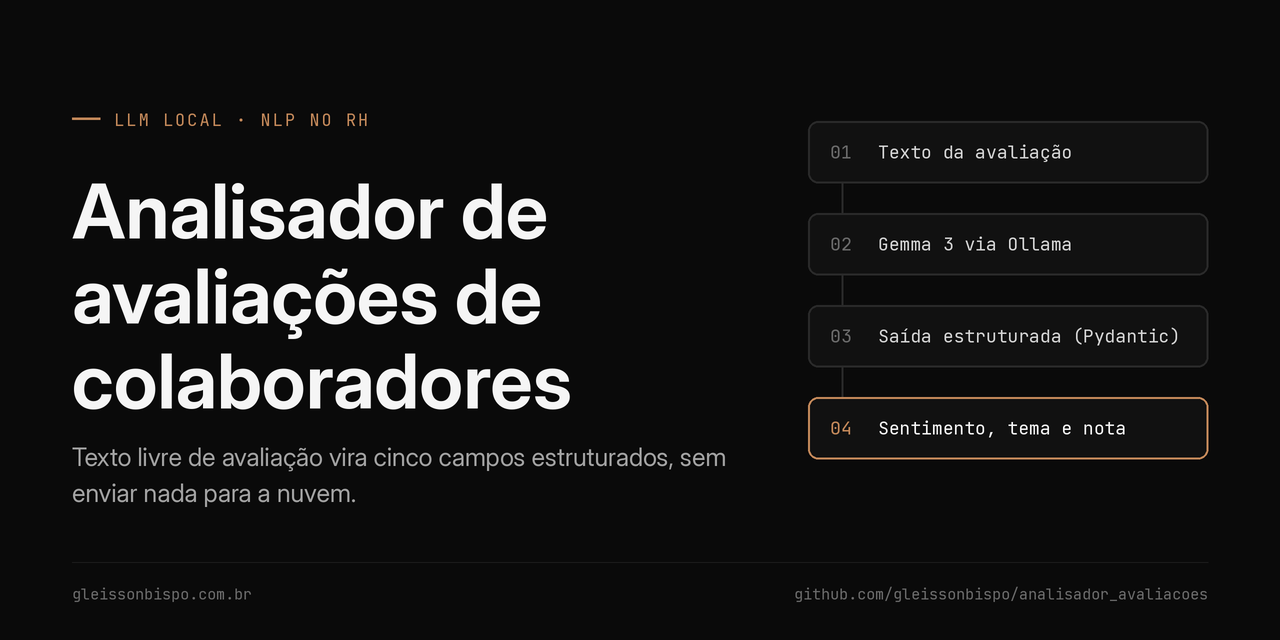 LLM LOCAL · NLP NO RH
Analisador de
avaliações de
colaboradores
Texto livre de avaliação vira cinco campos estruturados, sem
enviar nada para a nuvem.
01 Texto da avaliação
02 Gemma 3 via Ollama
03 Saída estruturada (Pydantic)
04 Sentimento, tema e nota
gleissonbispo.com.br
github.com/gleissonbispo/analisador_avaliacoes